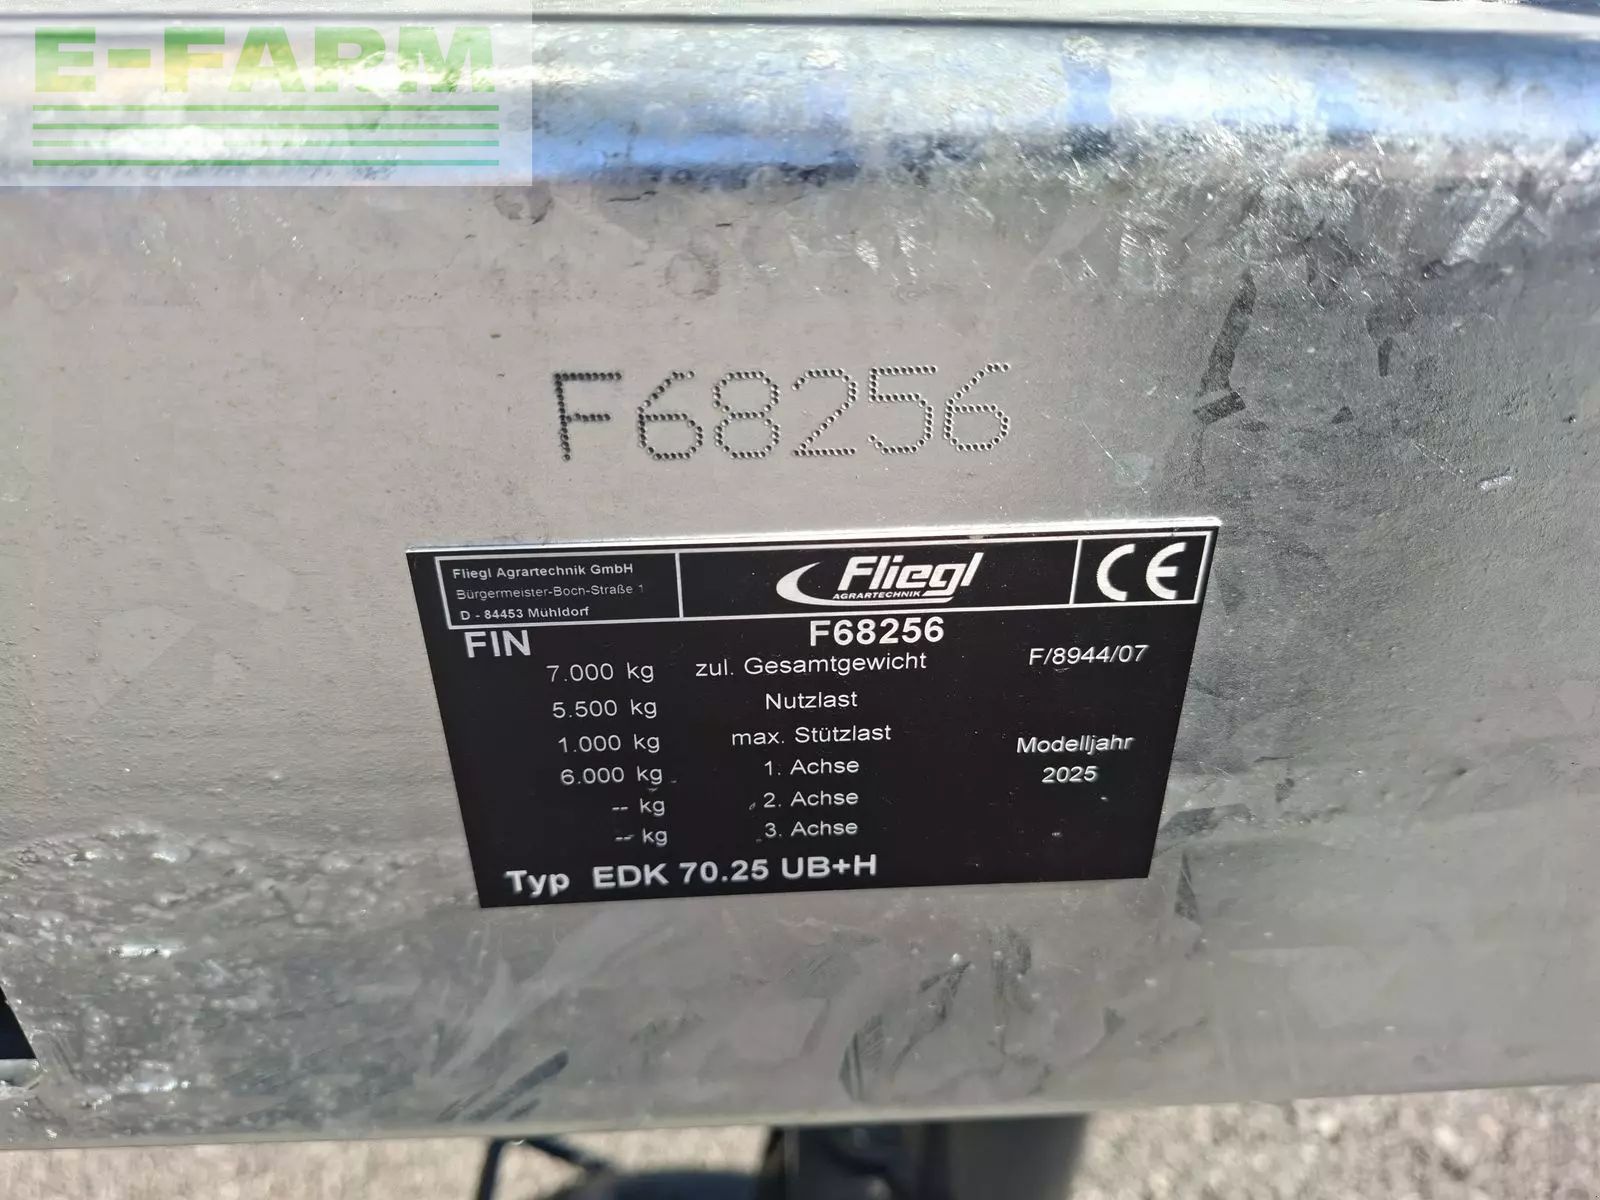 E-FARM
F68256
Fliegl Agrartechnik GmbH
Bürgermeister-Boch-Straße 1
D - 84453 Mühldorf
Fliegl
AGRARTECHNIK
CE
FIN F68256
7.000 kg zul. Gesamtgewicht F/8944/07
5.500 kg Nutzlast
1.000 kg max. Stützlast Modelljahr
6.000 kg 1. Achse 2025
-- kg 2. Achse
-- kg 3. Achse
Typ EDK 70.25 UB+H